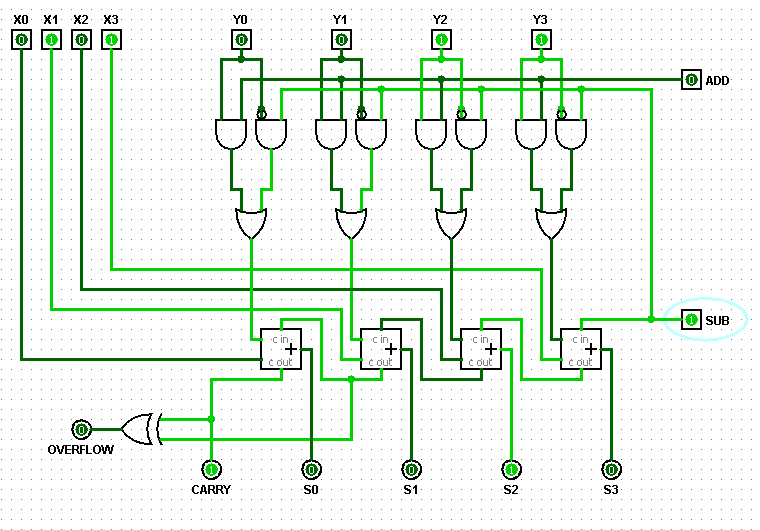 X0 X1 X2 X3 Y0 Y1 Y2 Y3
0 1 0 1 0 0 1 1
0 ADD
1 SUB
c in c in c in c in
+ + + +
c out c out c out c out
0
OVERFLOW
1 0 0 1 0
CARRY S0 S1 S2 S3